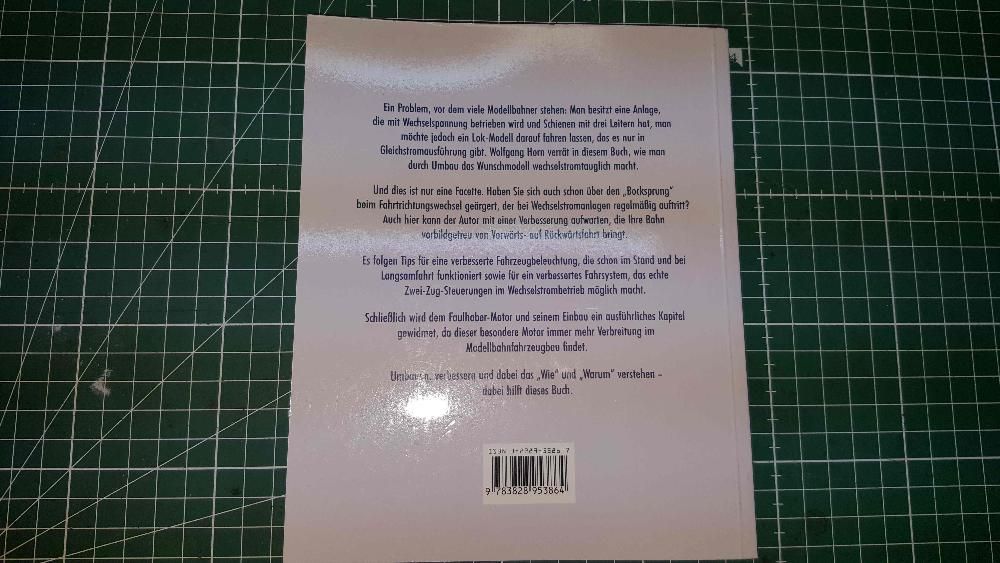 Ein Problem, vor dem viele Modellbahner stehen: Man besitzt eine Anlage,
die mit Wechselspannung betrieben wird und Schienen mit drei Leitern hat, man
möchte jedoch ein Lok-Modell darauf fahren lassen, das es nur in
Gleichstromausführung gibt. Wolfgang Horn verrät in diesem Buch, wie man
durch Umbau das Wunschmodell wechselstromtauglich macht.
Und dies ist nur eine Facette. Haben Sie sich auch schon über den „Bocksprung“
beim Fahrtrichtungswechsel geärgert, der bei Wechselstromanlagen regelmäßig auftritt?
Auch hier kann der Autor mit einer Verbesserung aufwarten, die Ihre Bahn
vorbildgetreu von Vorwärts- auf Rückwärtsfahrt bringt.
Es folgen Tips für eine verbesserte Fahrzeugbeleuchtung, die schon im Stand und bei
Langsamfahrt funktioniert sowie für ein verbessertes Fahrsystem, das echte
Zwei-Zug-Steuerungen im Wechselstrombetrieb möglich macht.
Schließlich wird dem Faulhaber-Motor und seinem Einbau ein ausführliches Kapitel
gewidmet, da dieser besondere Motor immer mehr Verbreitung im
Modellbahnfahrzeugbau findet.
verbessern und dabei das „Wie“ und „Warum“ verstehen –
dabei hilft dieses Buch.
ISBN
9 783828 953864